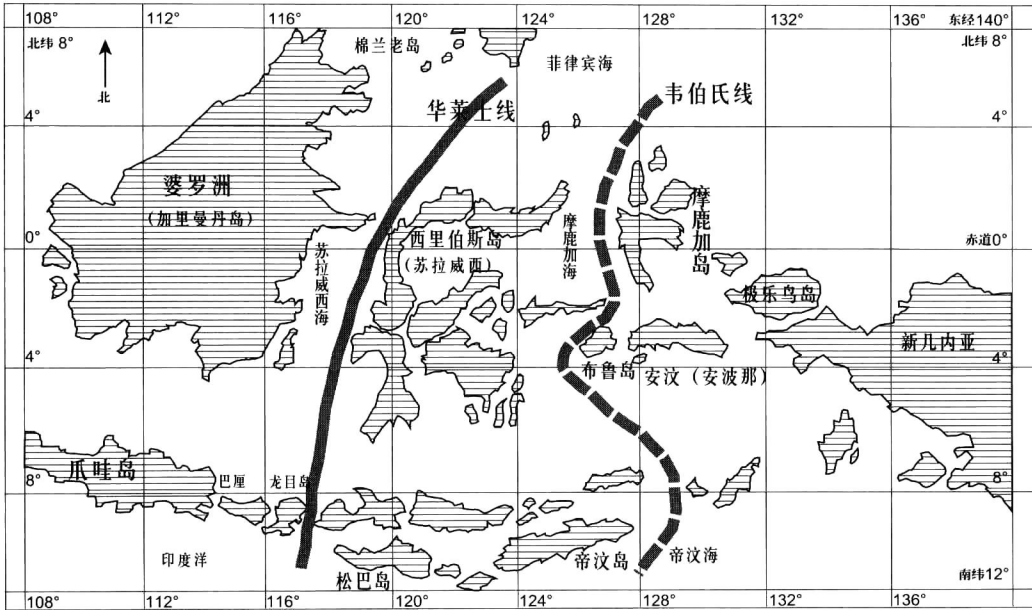 108°
112°
116°
120°
124°
128°
132°
136°
东经140°
北纬 8°
北纬 8°
北
棉兰老岛
菲律宾海
华莱士线
韦伯氏线
4°
4°
婆罗洲
(加里曼丹岛)
苏拉威西海
西里伯斯岛
(苏拉威西)
摩鹿加海
摩鹿加岛
0°
赤道0°
极乐鸟岛
新几内亚
4°
4°
布鲁岛
安汶（安波那）
爪哇岛
巴厘
龙目岛
8°
8°
印度洋
松巴岛
帝汶岛
帝汶海
南纬12°
108°
112°
116°
120°
124°
128°
132°
136°